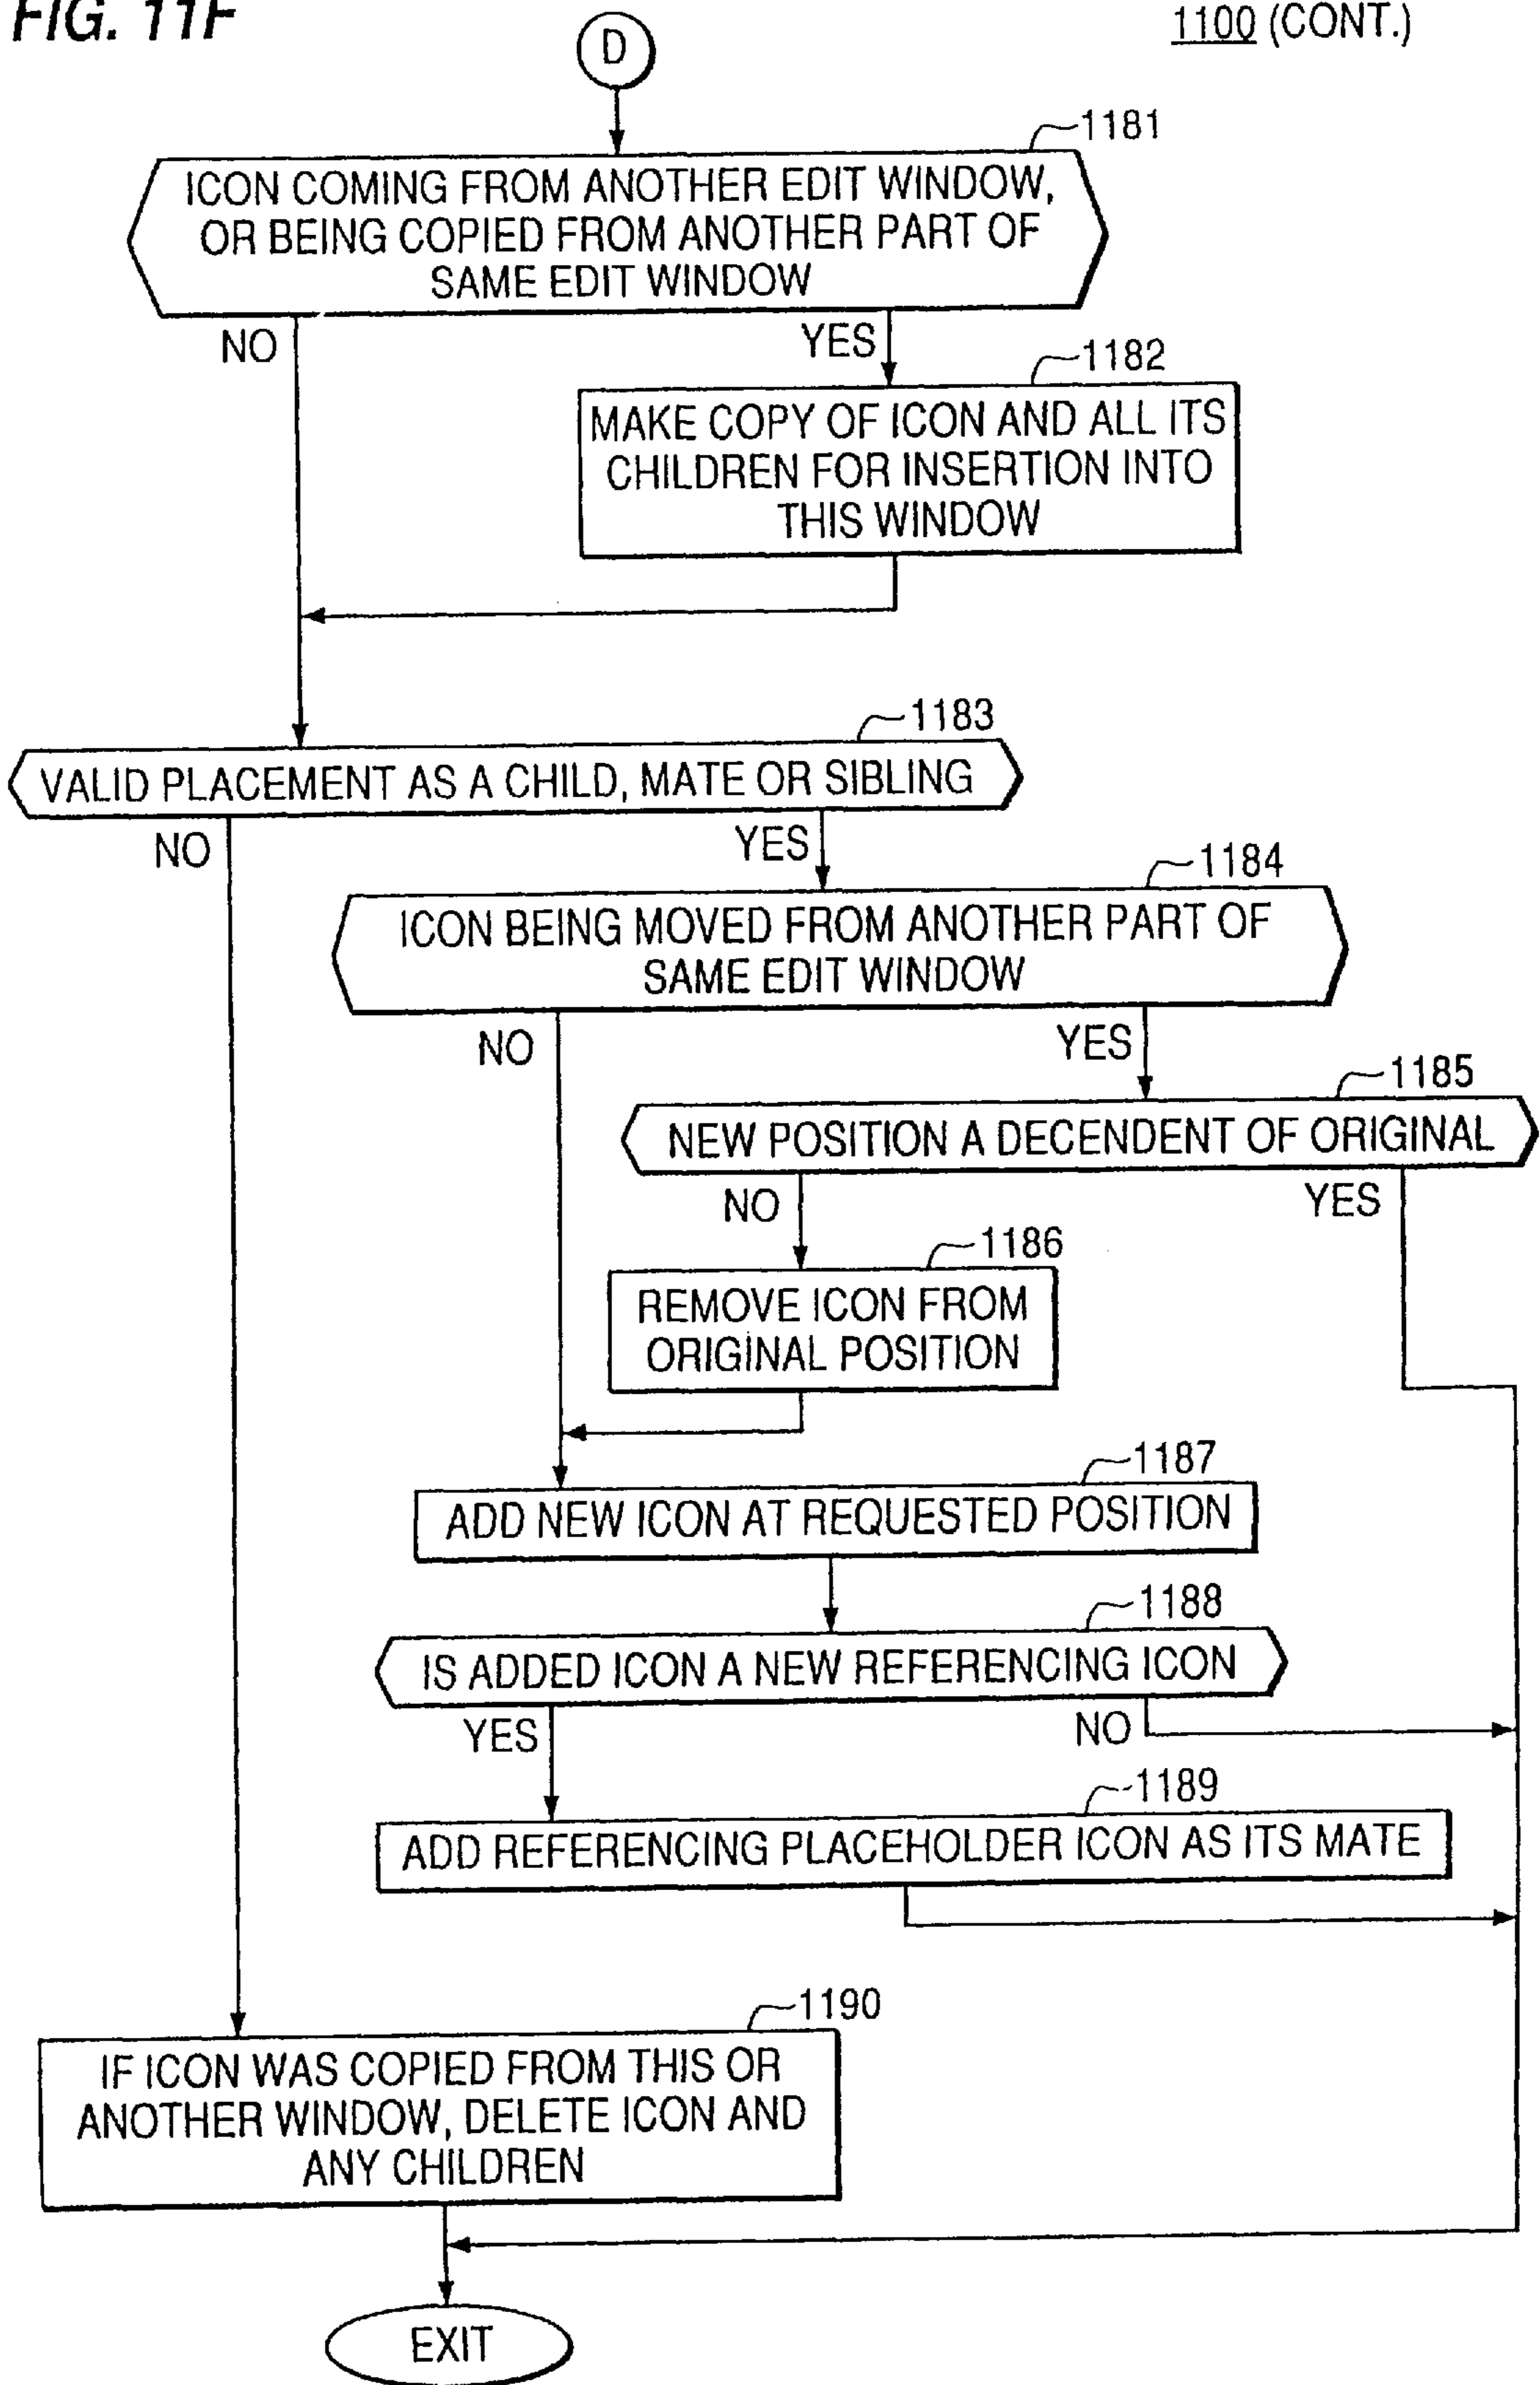 FIG. 11F
1100 (CONT.)
D
1181
ICON COMING FROM ANOTHER EDIT WINDOW,
OR BEING COPIED FROM ANOTHER PART OF
SAME EDIT WINDOW
NO
YES
1182
MAKE COPY OF ICON AND ALL ITS
CHILDREN FOR INSERTION INTO
THIS WINDOW
1183
VALID PLACEMENT AS A CHILD, MATE OR SIBLING
NO
YES
1184
ICON BEING MOVED FROM ANOTHER PART OF
SAME EDIT WINDOW
NO
YES
1185
NEW POSITION A DECENDENT OF ORIGINAL
NO
YES
1186
REMOVE ICON FROM
ORIGINAL POSITION
1187
ADD NEW ICON AT REQUESTED POSITION
1188
IS ADDED ICON A NEW REFERENCING ICON
YES
NO
1189
ADD REFERENCING PLACEHOLDER ICON AS ITS MATE
1190
IF ICON WAS COPIED FROM THIS OR
ANOTHER WINDOW, DELETE ICON AND
ANY CHILDREN
EXIT